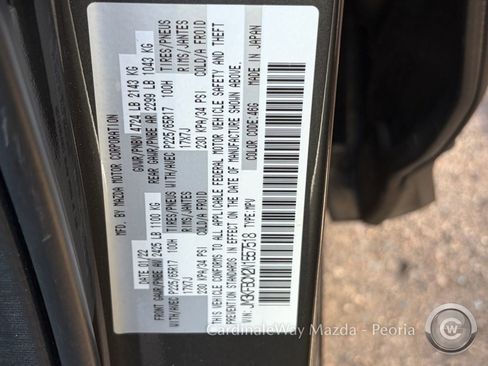 MFD. BY MAZDA MOTOR CORPORATION
DATE: 01/22 GVWR/PNBV 4724 LB 2143 KG
FRONT GAWR/PNBE AV 2425 LB 1100 KG REAR GAWR/PNBE AR 2299 LB 1043 KG
WITH/AVEC P225/65R17 100H TIRES/PNEUS WITH/AVEC P225/65R17 100H TIRES/PNEUS
17X7J RIMS/JANTES 17X7J RIMS/JANTES
230 KPA/34 PSI COLD/A FROID 230 KPA/34 PSI COLD/A FROID
THIS VEHICLE CONFORMS TO ALL APPLICABLE FEDERAL MOTOR VEHICLE SAFETY AND THEFT
PREVENTION STANDARDS IN EFFECT ON THE DATE OF MANUFACTURE SHOWN ABOVE.
COLOR CODE:46G MADE IN JAPAN
VIN: TYPE:MPV
CardinaleWay Mazda - Peoria